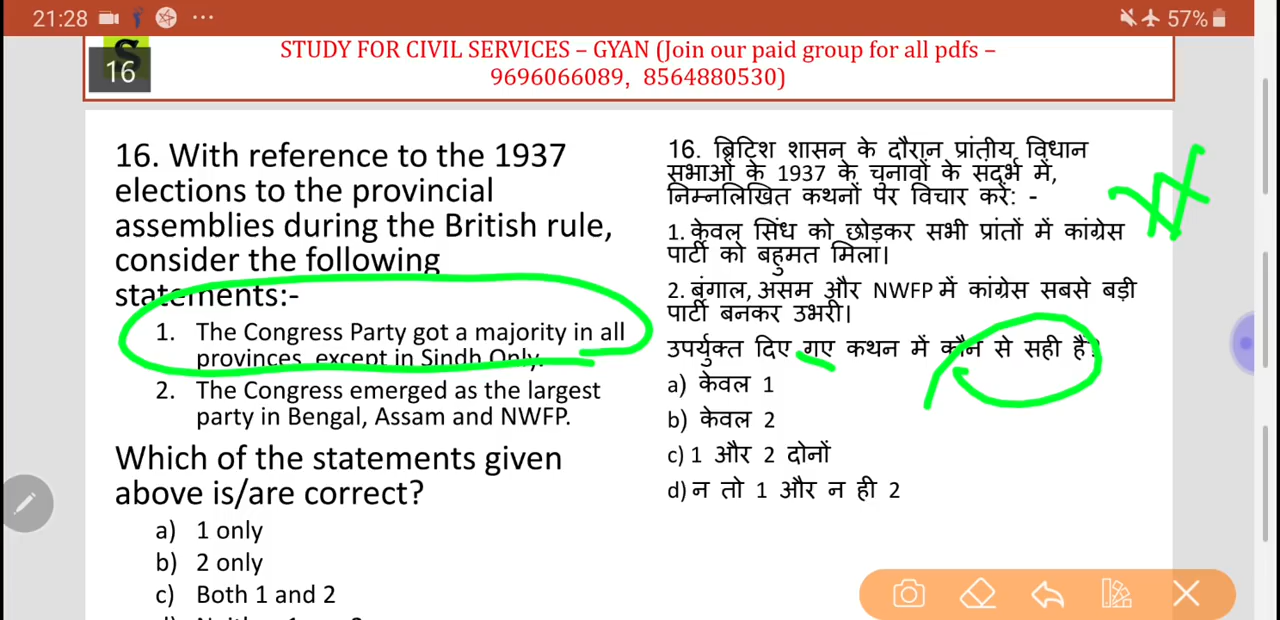 21:28
57%
S
16
STUDY FOR CIVIL SERVICES – GYAN (Join our paid group for all pdfs –
9696066089, 8564880530)
16. With reference to the 1937
elections to the provincial
assemblies during the British rule,
consider the following
statements:-
1. The Congress Party got a majority in all
provinces, except in Sindh Only.
2. The Congress emerged as the largest
party in Bengal, Assam and NWFP.
Which of the statements given
above is/are correct?
a) 1 only
b) 2 only
c) Both 1 and 2
16. ब्रिटिश शासन के दौरान प्रांतीय विधान
सभाओं के 1937 के चुनावों के संदर्भ में,
निम्नलिखित कथनों पर विचार करें: -
1. केवल सिंध को छोड़कर सभी प्रांतों में कांग्रेस
पार्टी को बहुमत मिला।
2. बंगाल, असम और NWFP में कांग्रेस सबसे बड़ी
पार्टी बनकर उभरी।
उपर्युक्त दिए गए कथन में कौन से सही है?
a) केवल 1
b) केवल 2
c) 1 और 2 दोनों
d) न तो 1 और न ही 2